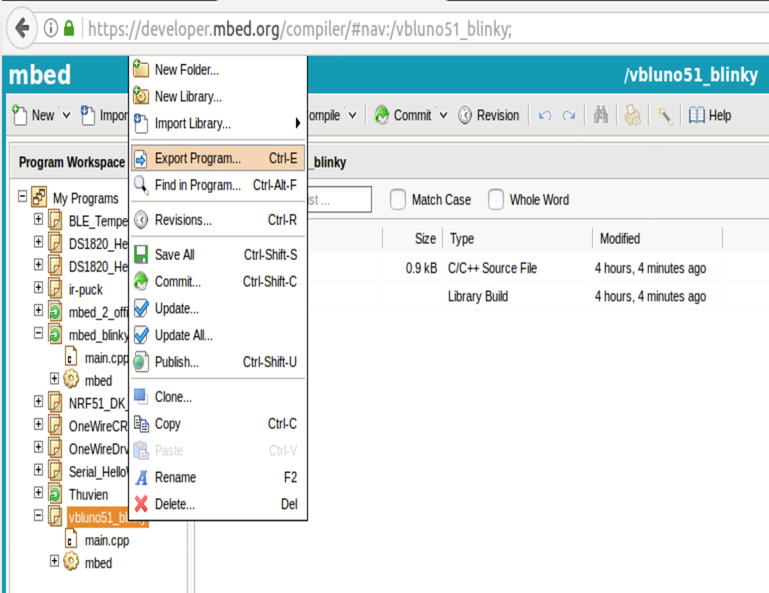 https://developer.mbed.org/compiler/#nav:/vbluno51_blinky;
mbed /vbluno51_blinky
New Impor ompile Commit Revision Help
Program Workspace _blinky
My Programs
BLE_Tempe
DS1820_He
DS1820_He
ir-puck
mbed_2_offi
mbed_blinky
main.cpp
mbed
NRF51_DK_
OneWireCR
OneWireDrv
Serial_Hello
Thuvien
vbluno51_blinky
main.cpp
mbed
New Folder...
New Library...
Import Library...
Export Program... Ctrl-E
Find in Program... Ctrl-Alt-F
Revisions... Ctrl-R
Save All Ctrl-Shift-S
Commit... Ctrl-Shift-C
Update...
Update All...
Publish... Ctrl-Shift-U
Clone...
Copy Ctrl-C
Paste Ctrl-V
Rename F2
Delete... Del
st ... Match Case Whole Word
Size Type Modified
0.9 kB C/C++ Source File 4 hours, 4 minutes ago
Library Build 4 hours, 4 minutes ago